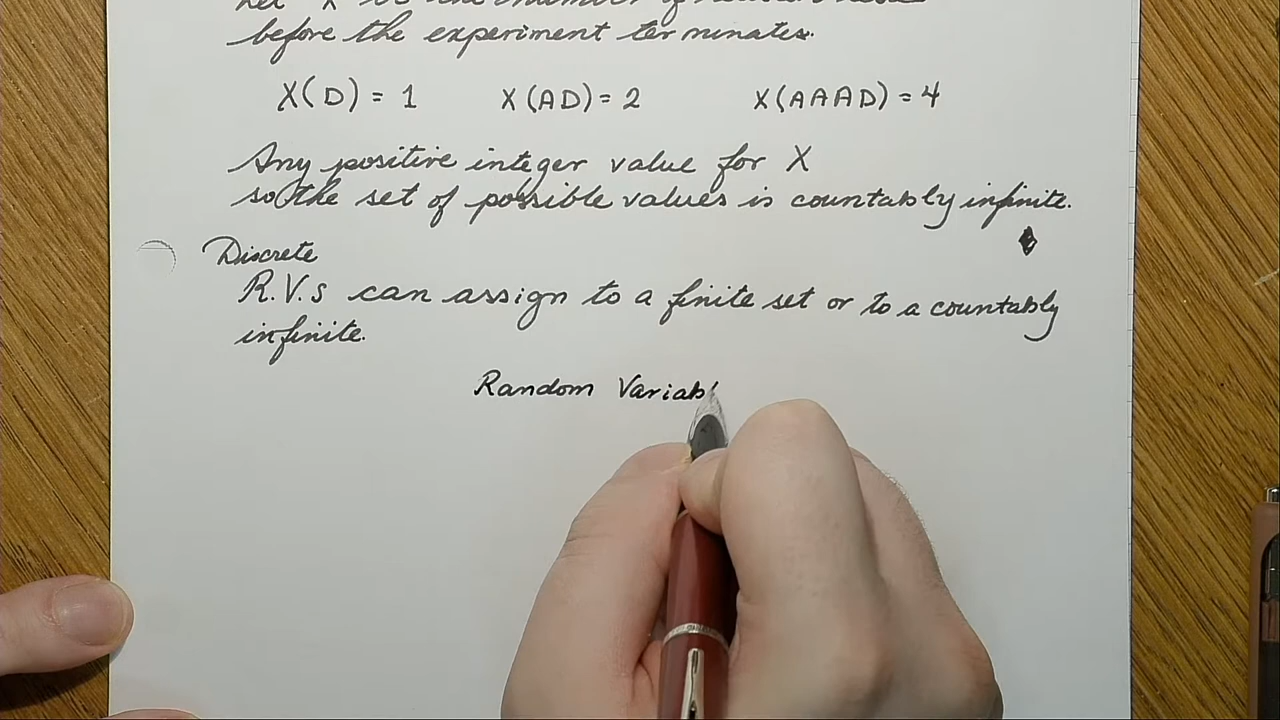 before the experiment terminates.
X(D) = 1 X(AD) = 2 X(AAAD) = 4
Any positive integer value for X
so the set of possible values is countably infinite.
Discrete
R.V.s can assign to a finite set or to a countably
infinite.
Random Variab